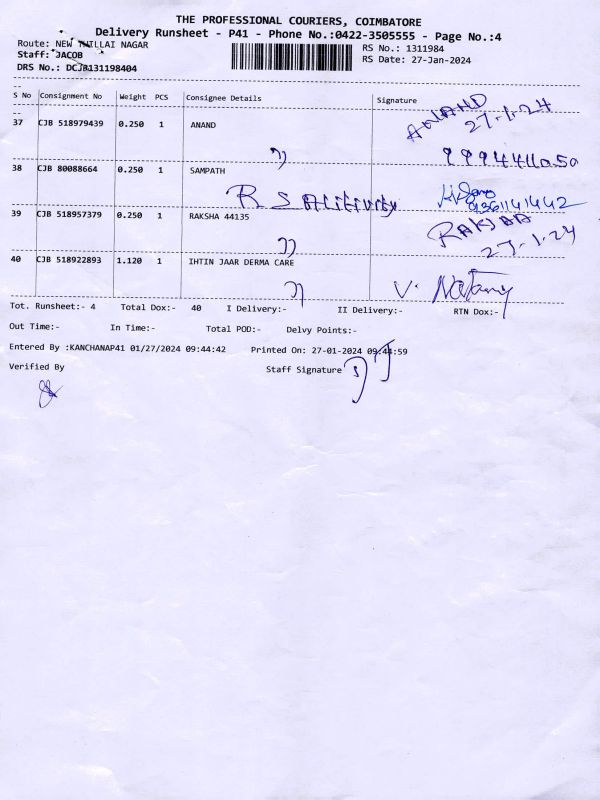 THE PROFESSIONAL COURIERS, COIMBATORE
Delivery Runsheet - P41 - Phone No.:0422-3505555 - Page No.:4
Route: NEW THILLAI NAGAR
RS No.: 1311984
Staff: JACOB
RS Date: 27-Jan-2024
DRS No.: DCJB131198404
S No Consignment No Weight PCS Consignee Details Signature
37 CJB 518979439 0.250 1 ANAND
ANAND
27.1.24
9994411050
38 CJB 80088664 0.250 1 SAMPATH
R S
9361141442
39 CJB 518957379 0.250 1 RAKSHA 44135
RAKSHA
27.1.24
40 CJB 518922893 1.120 1 IHTIN JAAR DERMA CARE
V.
Tot. Runsheet:- 4 Total Dox:- 40 I Delivery:- II Delivery:- RTN Dox:-
Out Time:- In Time:- Total POD:- Delvy Points:-
Entered By :KANCHANAP41 01/27/2024 09:44:42 Printed On: 27-01-2024 09:44:59
Verified By Staff Signature